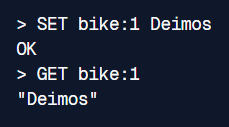 > SET bike:1 Deimos
OK
> GET bike:1
"Deimos"